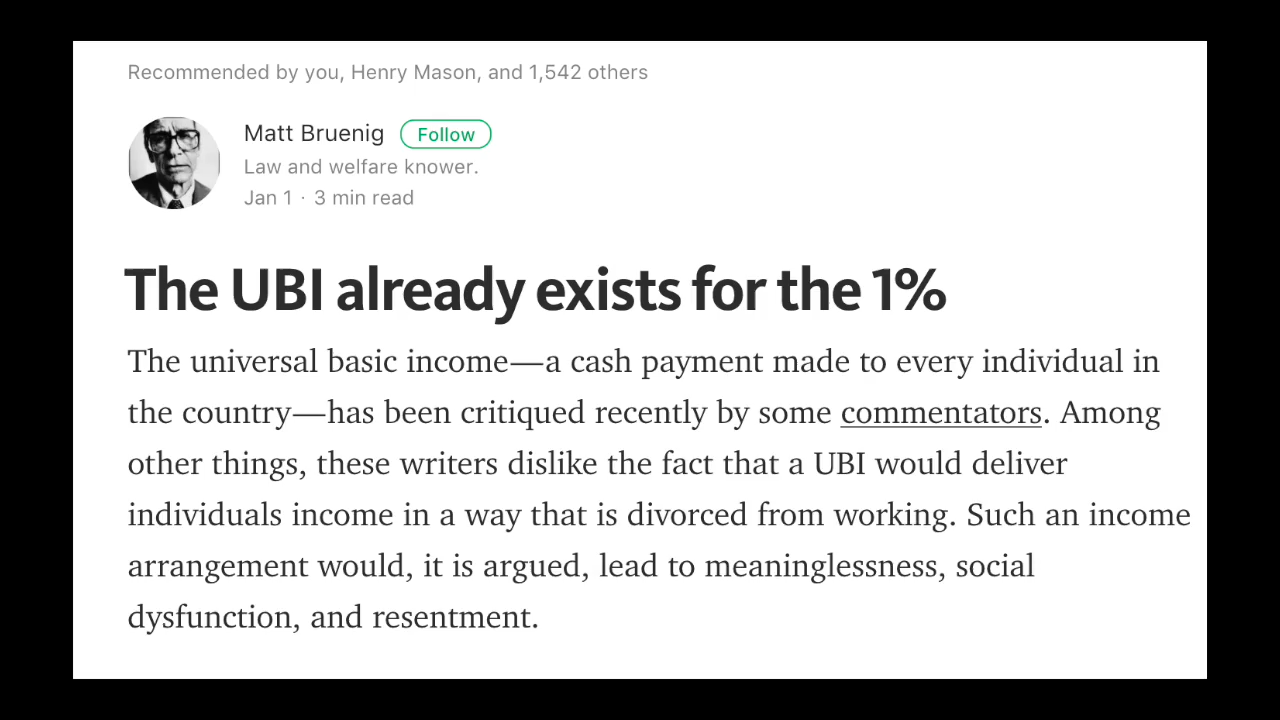 Recommended by you, Henry Mason, and 1,542 others
Matt Bruenig Follow
Law and welfare knower.
Jan 1 · 3 min read
The UBI already exists for the 1%
The universal basic income—a cash payment made to every individual in
the country—has been critiqued recently by some commentators. Among
other things, these writers dislike the fact that a UBI would deliver
individuals income in a way that is divorced from working. Such an income
arrangement would, it is argued, lead to meaninglessness, social
dysfunction, and resentment.